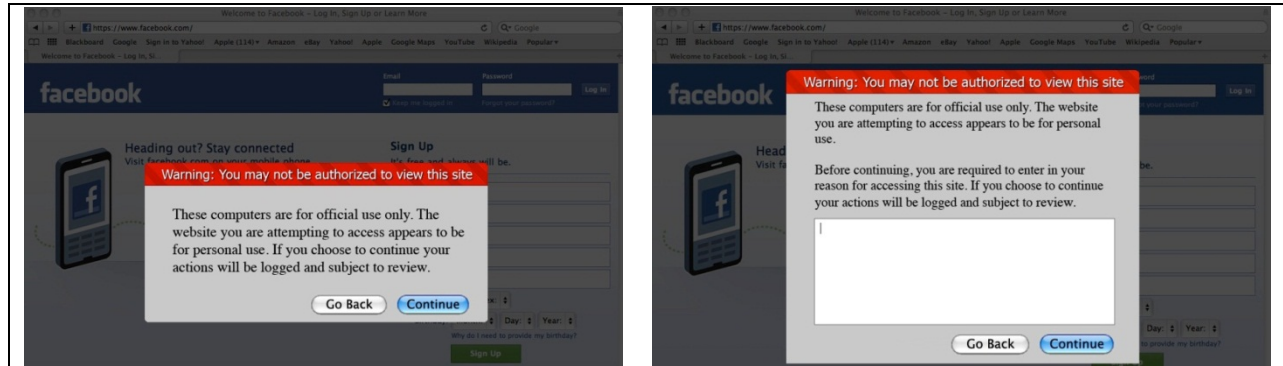 Welcome to Facebook – Log In, Sign Up or Learn More
https://www.facebook.com/
Google
Blackboard Google Sign in to Yahoo! Apple (114) Amazon eBay Yahoo! Apple Google Maps YouTube Wikipedia Popular
Welcome to Facebook – Log In, Si...
Email Password
facebook
Log In
Keep me logged in Forgot your password?
Heading out? Stay connected
Visit facebook.com on your mobile phone.
Sign Up
It's free and always will be.
Warning: You may not be authorized to view this site
These computers are for official use only. The
website you are attempting to access appears to be
for personal use. If you choose to continue your
actions will be logged and subject to review.
Go Back Continue
Day: Year:
Why do I need to provide my birthday?
Sign Up
Welcome to Facebook – Log In, Sign Up or Learn More
https://www.facebook.com/
Google
Blackboard Google Sign in to Yahoo! Apple (114) Amazon eBay Yahoo! Apple Google Maps YouTube Wikipedia Popular
Welcome to Facebook – Log In, Si...
facebook
Log In
your password?
Head
Visit fa
be.
Warning: You may not be authorized to view this site
These computers are for official use only. The website
you are attempting to access appears to be for personal
use.
Before continuing, you are required to enter in your
reason for accessing this site. If you choose to continue
your actions will be logged and subject to review.
Go Back Continue
Day: Year:
to provide my birthday?